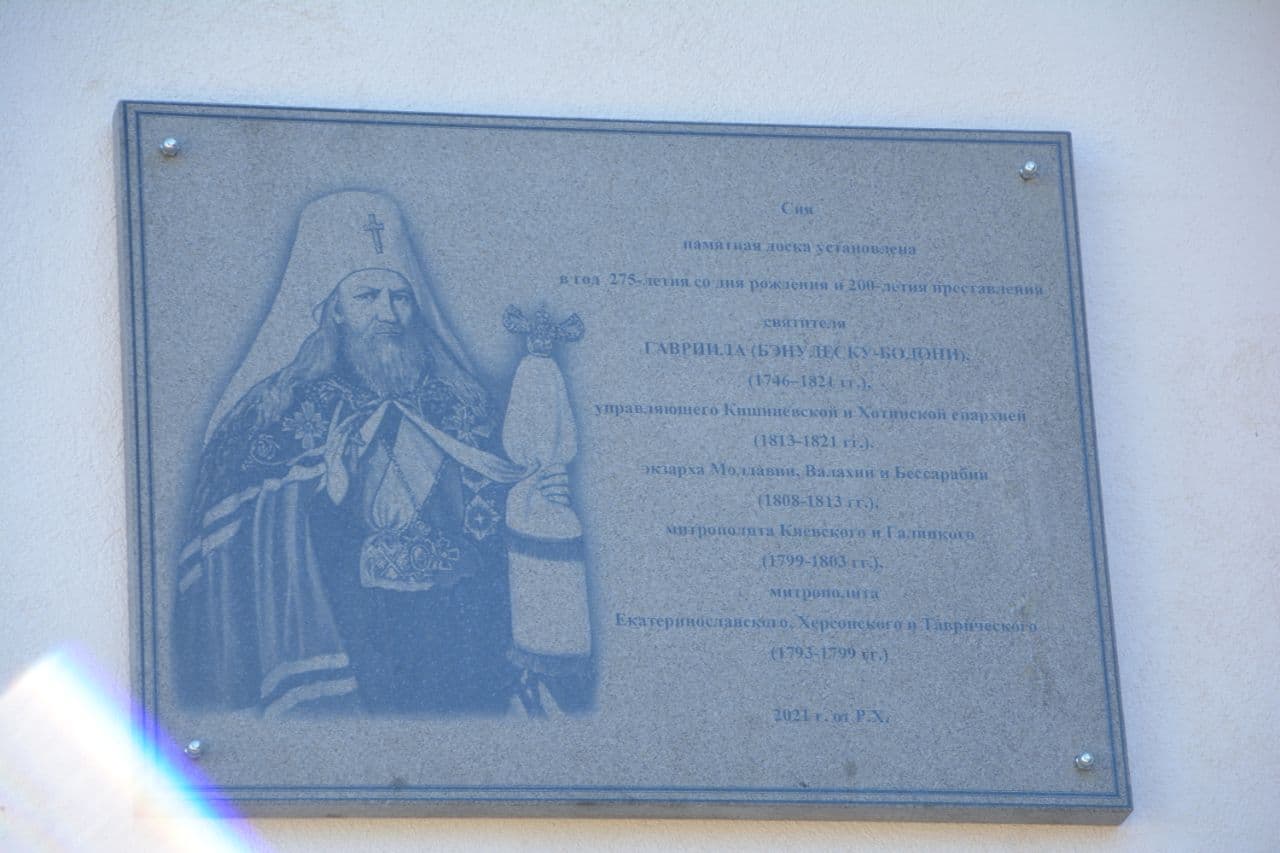 Сия
памятная доска установлена
в год 275-летия со дня рождения и 200-летия преставления
святителя
ГАВРИИЛА (БЭНУЛЕСКУ-БОДОНИ),
(1746–1821 гг.),
управляющего Кишиневской и Хотинской епархией
(1813-1821 гг.),
экзарха Молдавии, Валахии и Бессарабии
(1808-1813 гг.),
митрополита Киевского и Галицкого
(1799-1803 гг.),
митрополита
Екатеринославского, Херсонского и Таврического
(1793-1799 гг.)
2021 г. от Р.Х.